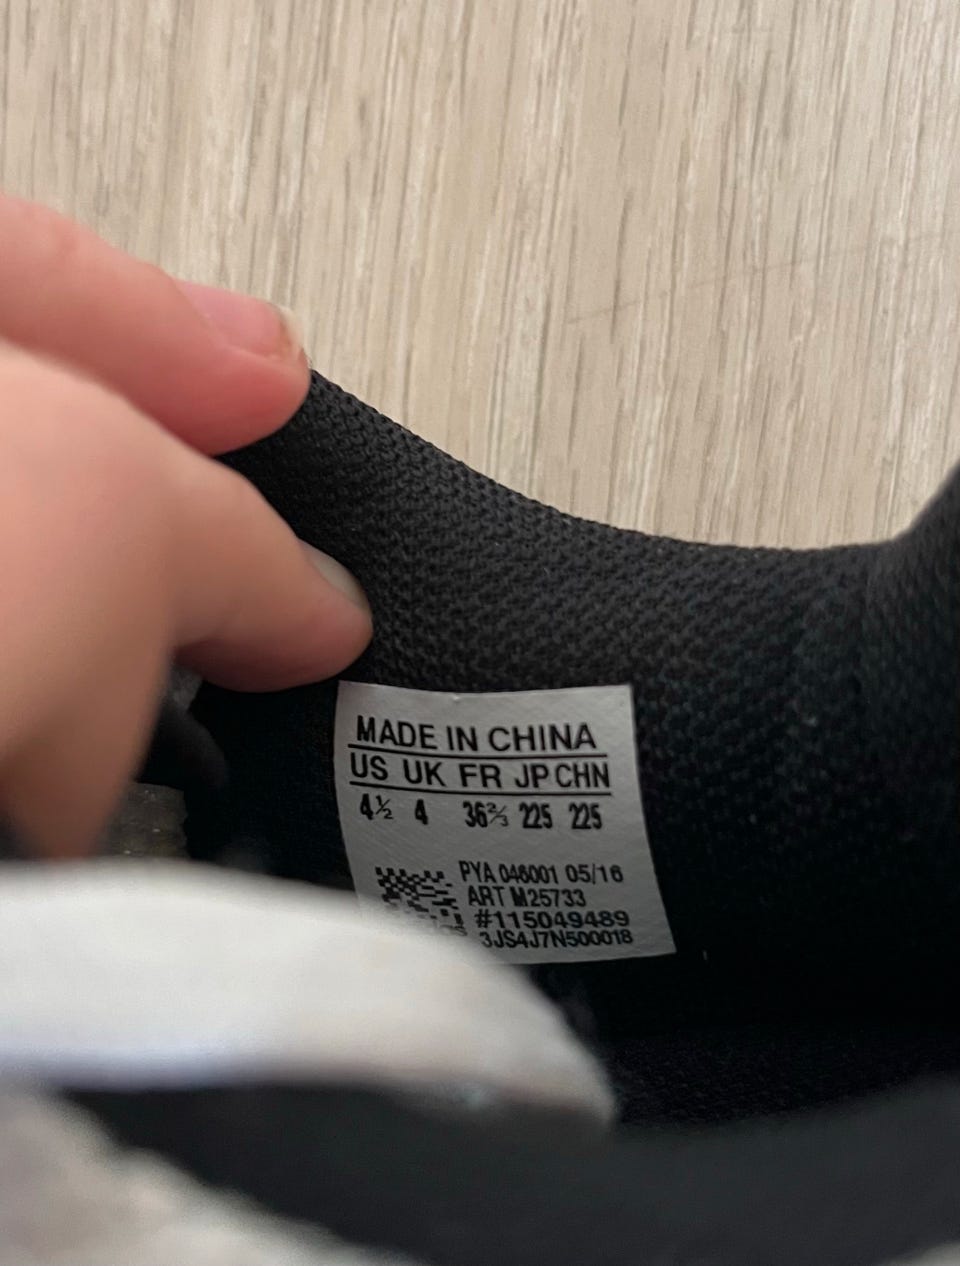 MADE IN CHINA
US UK FR JP CHN
4½ 4 36⅔ 225 225
PYA 046001 05/16
ART M25733
#115049489
3JS4J7N500018